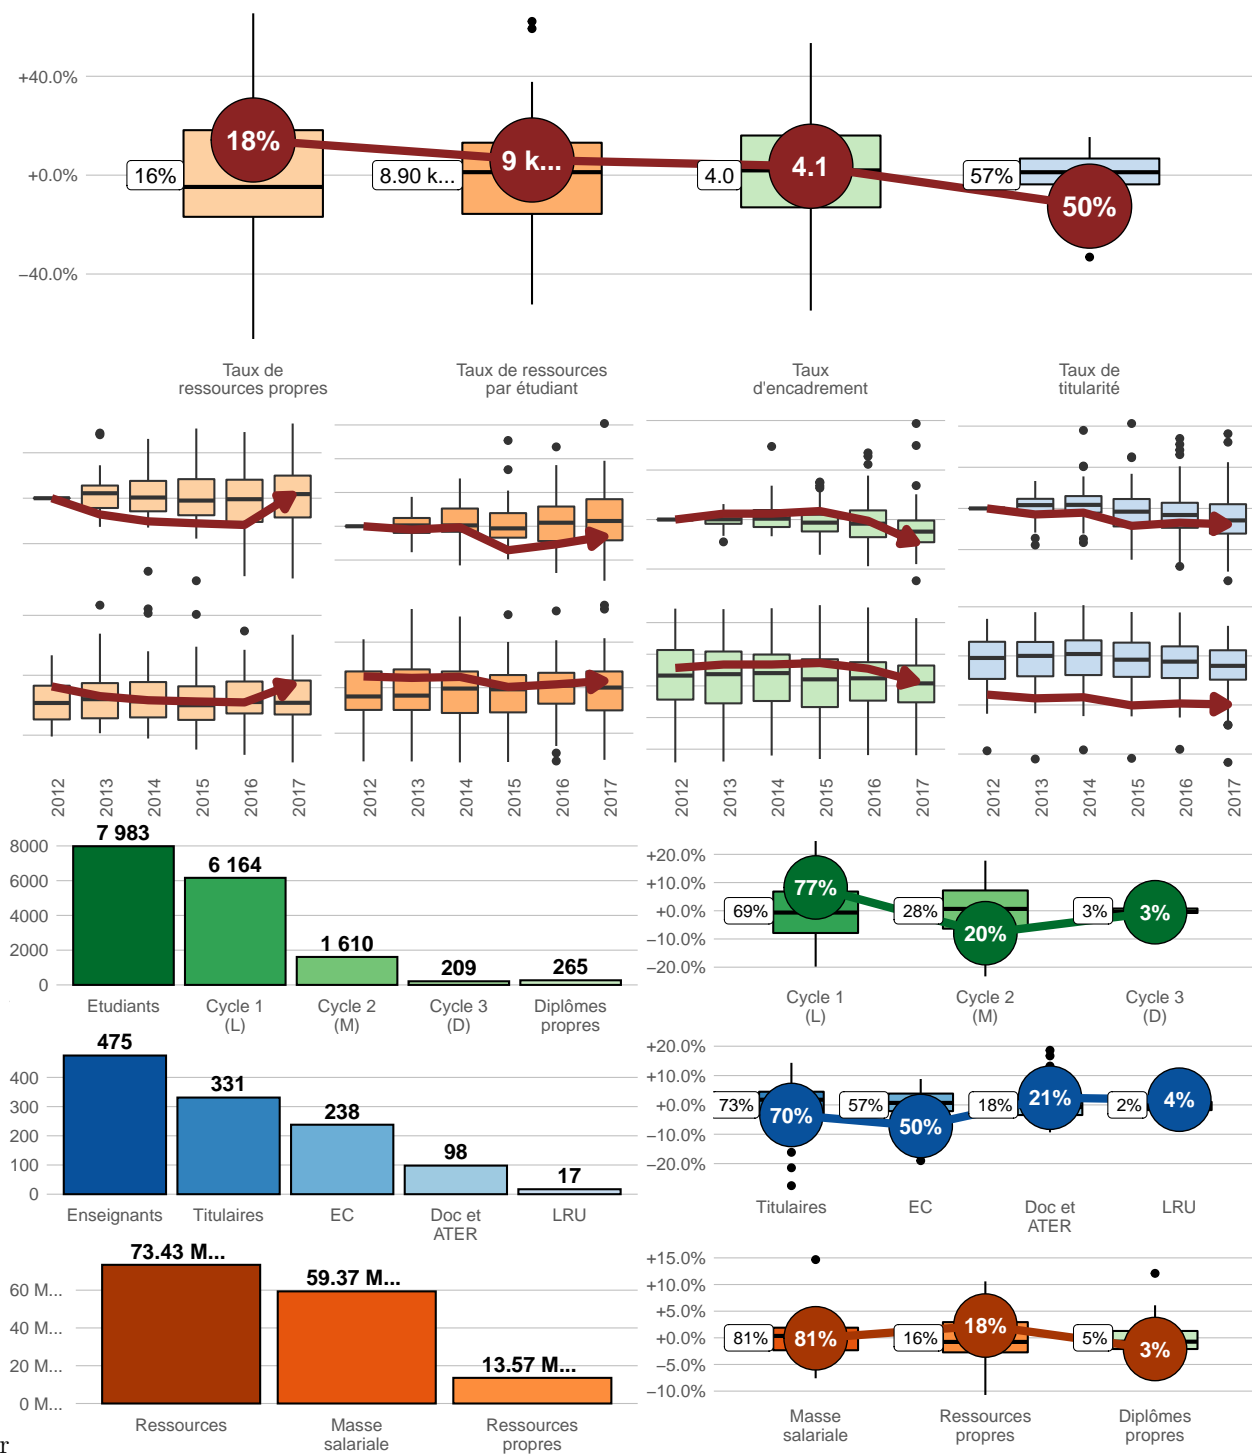 +40.0%
+0.0%
−40.0%
16%
18%
8.90 k...
9 k...
4.0
4.1
57%
50%
Taux de
ressources propres
Taux de ressources
par étudiant
Taux
d'encadrement
Taux de
titularité
2012
2013
2014
2015
2016
2017
2012
2013
2014
2015
2016
2017
2012
2013
2014
2015
2016
2017
2012
2013
2014
2015
2016
2017
8000
6000
4000
2000
0
7 983
6 164
1 610
209
265
Etudiants
Cycle 1
(L)
Cycle 2
(M)
Cycle 3
(D)
Diplômes
propres
+20.0%
+10.0%
+0.0%
−10.0%
−20.0%
69%
77%
28%
20%
3%
3%
Cycle 1
(L)
Cycle 2
(M)
Cycle 3
(D)
400
300
200
100
0
475
331
238
98
17
Enseignants
Titulaires
EC
Doc et
ATER
LRU
+20.0%
+10.0%
+0.0%
−10.0%
−20.0%
73%
70%
57%
50%
18%
21%
2%
4%
Titulaires
EC
Doc et
ATER
LRU
60 M...
40 M...
20 M...
0 M...
73.43 M...
59.37 M...
13.57 M...
Ressources
Masse
salariale
Ressources
propres
+15.0%
+10.0%
+5.0%
+0.0%
−5.0%
−10.0%
81%
81%
16%
18%
5%
3%
Masse
salariale
Ressources
propres
Diplômes
propres
r